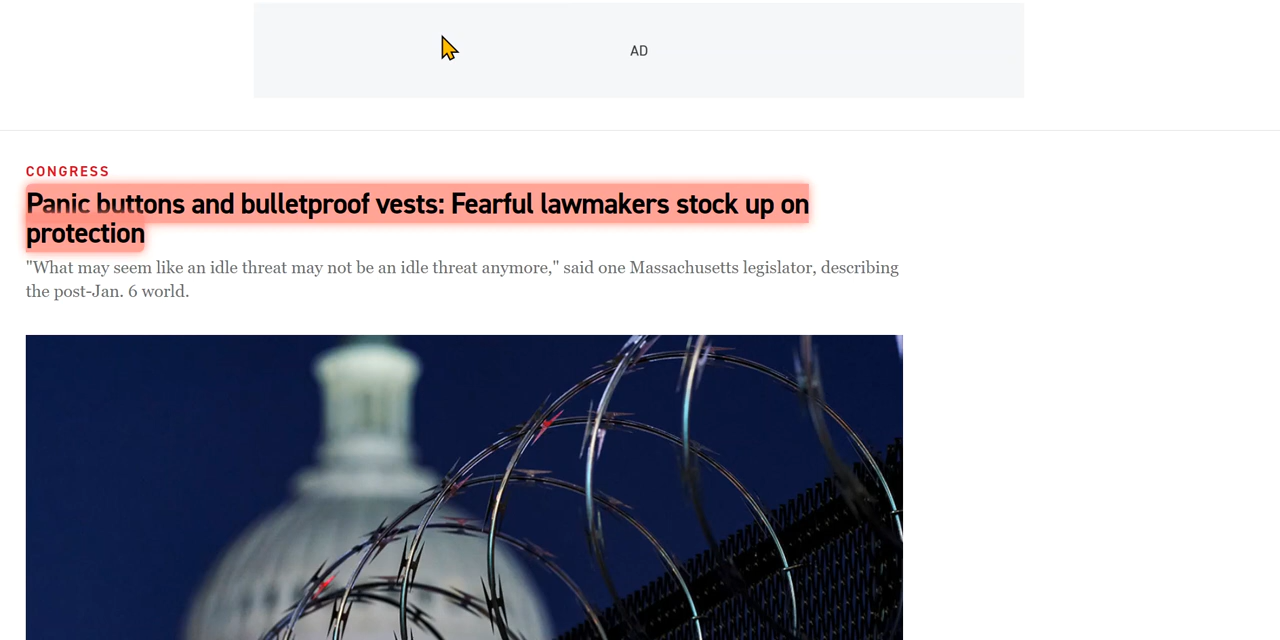 AD
CONGRESS
Panic buttons and bulletproof vests: Fearful lawmakers stock up on
protection
"What may seem like an idle threat may not be an idle threat anymore," said one Massachusetts legislator, describing
the post-Jan. 6 world.